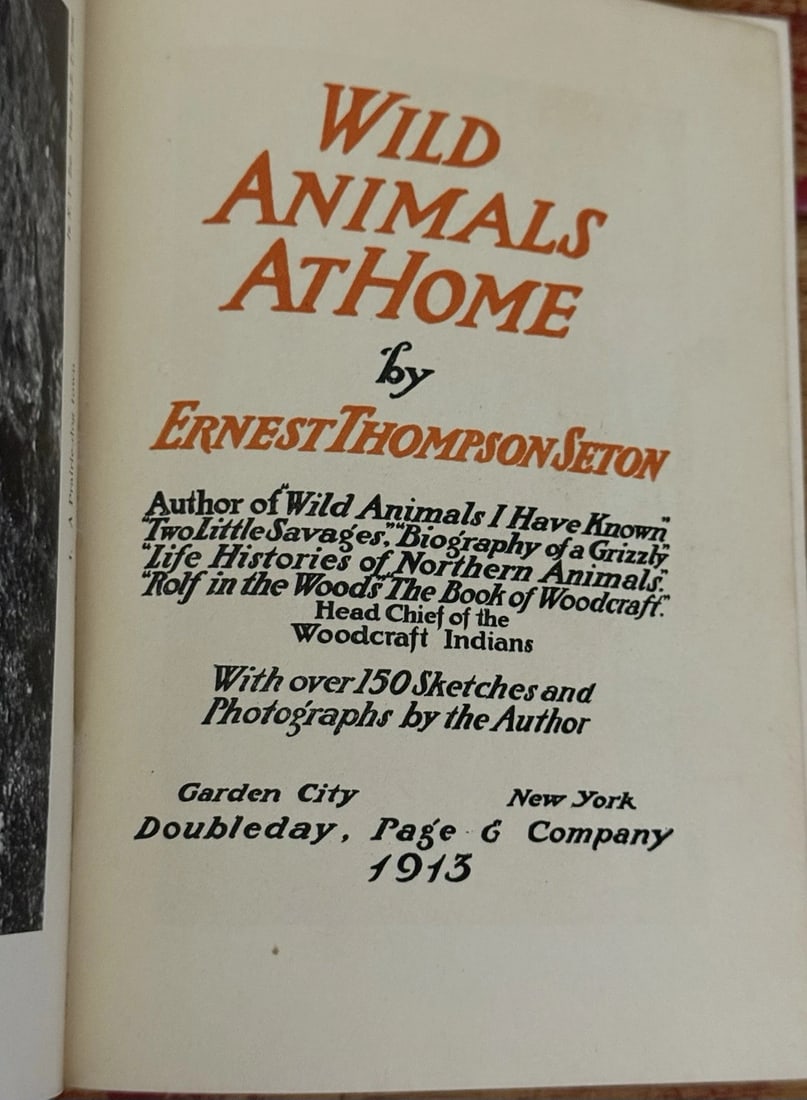 WILD
ANIMALS
AT HOME
by
ERNEST THOMPSON SETON
Author of "Wild Animals I Have Known"
"Two Little Savages," "Biography of a Grizzly"
"Life Histories of Northern Animals."
"Rolf in the Woods" "The Book of Woodcraft."
Head Chief of the
Woodcraft Indians
With over 150 Sketches and
Photographs by the Author
Garden City New York
Doubleday, Page & Company
1913